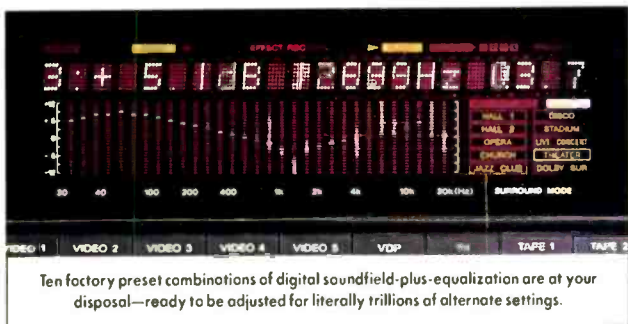 EFFECT REC
3:+ 5.1dB
HALL 1 DISCO
HALL 2 STADIUM
OPERA LIVE CONCERT
CHURCH THEATER
JAZZ CLUB DOLBY SUR
20 40 100 200 400 1k 2k 4k 10k 20k(Hz) SURROUND MODE
VIDEO 1 VIDEO 2 VIDEO 3 VIDEO 4 VIDEO 5 VDP TAPE 1 TAPE 2
Ten factory preset combinations of digital soundfield-plus-equalization are at your
disposal—ready to be adjusted for literally trillions of alternate settings.